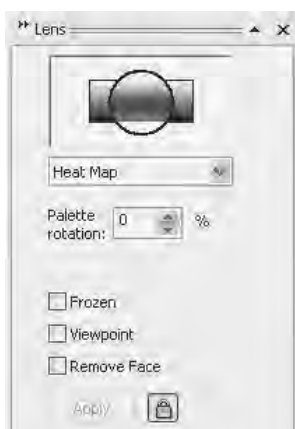 Lens
Heat Map
Palette
rotation: 0 %
Frozen
Viewpoint
Remove Face
Apply